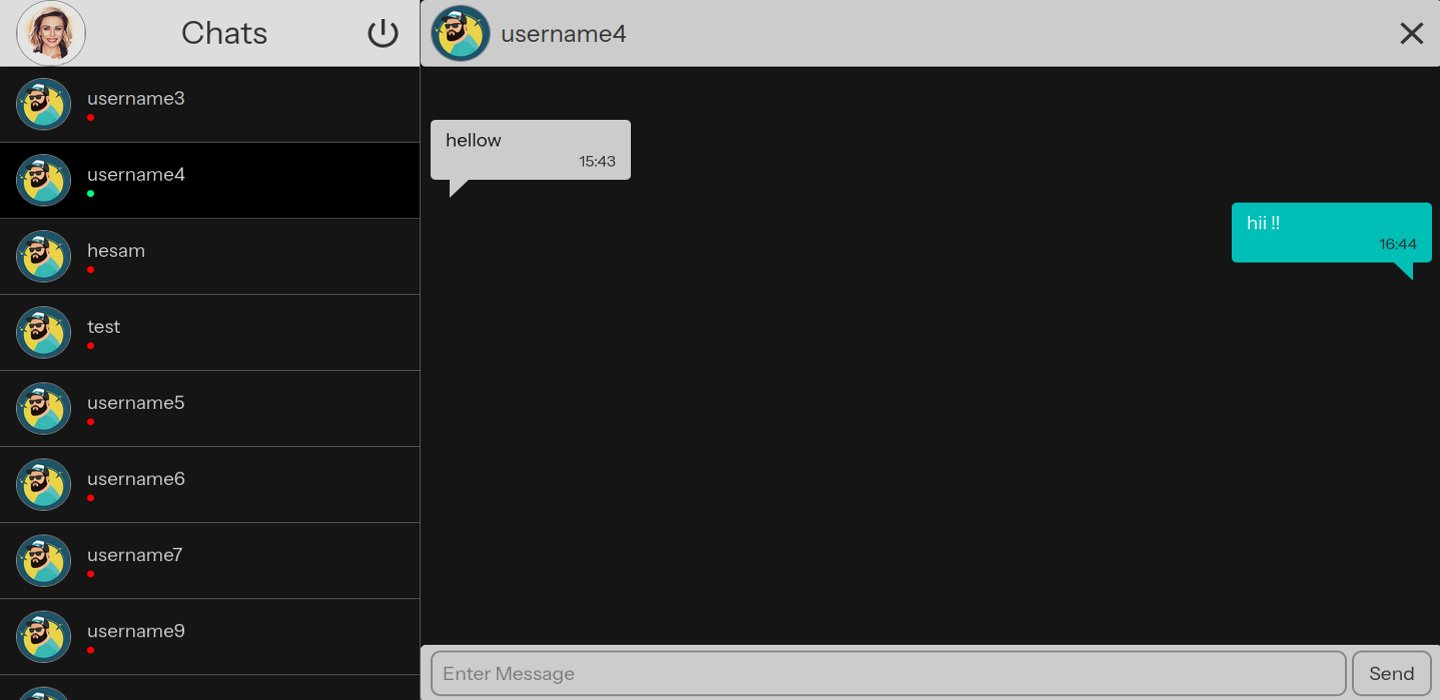 Chats
username3
username4
hesam
test
username5
username6
username7
username9
username4
hellow
15:43
hii !!
16:44
Enter Message
Send